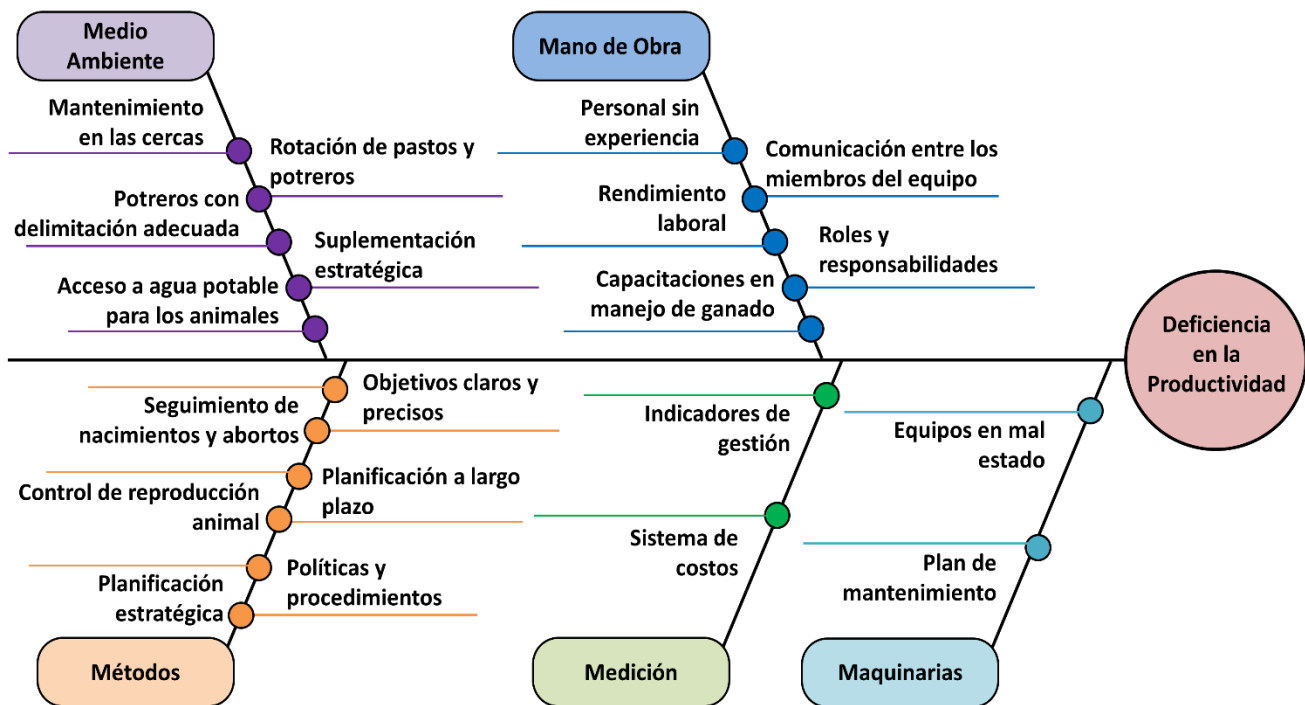 Medio
Ambiente
Mantenimiento
en las cercas
Rotación de pastos y
potreros
Potreros con
delimitación adecuada
Suplementación
estratégica
Acceso a agua potable
para los animales
Mano de Obra
Personal sin
experiencia
Comunicación entre los
miembros del equipo
Rendimiento
laboral
Roles y
responsabilidades
Capacitaciones en
manejo de ganado
Deficiencia
en la
Productividad
Objetivos claros y
precisos
Seguimiento de
nacimientos y abortos
Planificación a largo
plazo
Control de reproducción
animal
Políticas y
procedimientos
Planificación
estratégica
Métodos
Indicadores de
gestión
Sistema de
costos
Medición
Equipos en mal
estado
Plan de
mantenimiento
Maquinarias